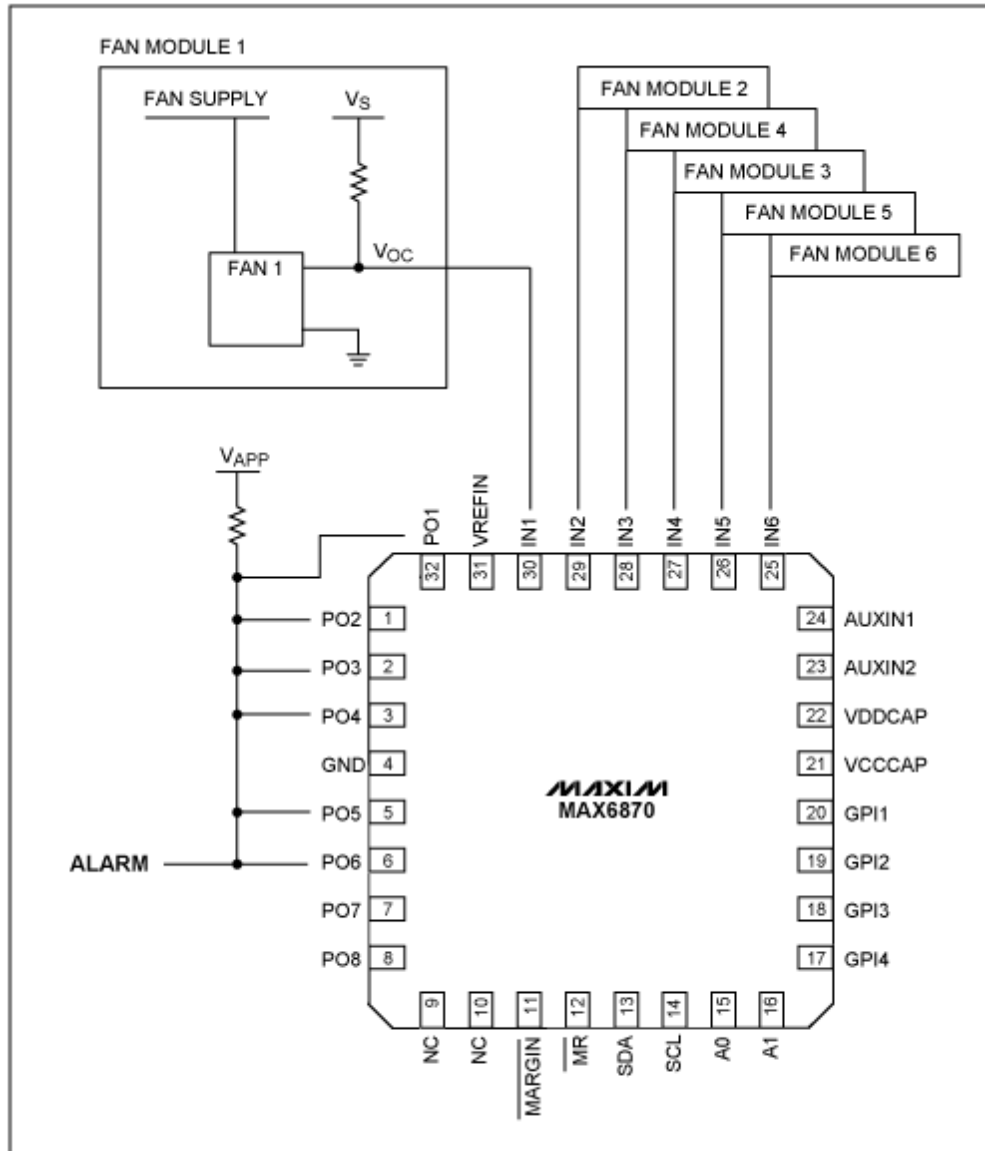 FAN MODULE 1
FAN SUPPLY
VS
VOC
FAN 1
FAN MODULE 2
FAN MODULE 4
FAN MODULE 3
FAN MODULE 5
FAN MODULE 6
VAPP
PO1
VREFIN
IN1
IN2
IN3
IN4
IN5
IN6
32
31
30
29
28
27
26
25
PO2 1
PO3 2
PO4 3
GND 4
PO5 5
ALARM
PO6 6
PO7 7
PO8 8
24 AUXIN1
23 AUXIN2
22 VDDCAP
21 VCCCAP
20 GPI1
19 GPI2
18 GPI3
17 GPI4
MAXIM
MAX6870
9
10
11
12
13
14
15
16
NC
NC
MARGIN
MR
SDA
SCL
A0
A1